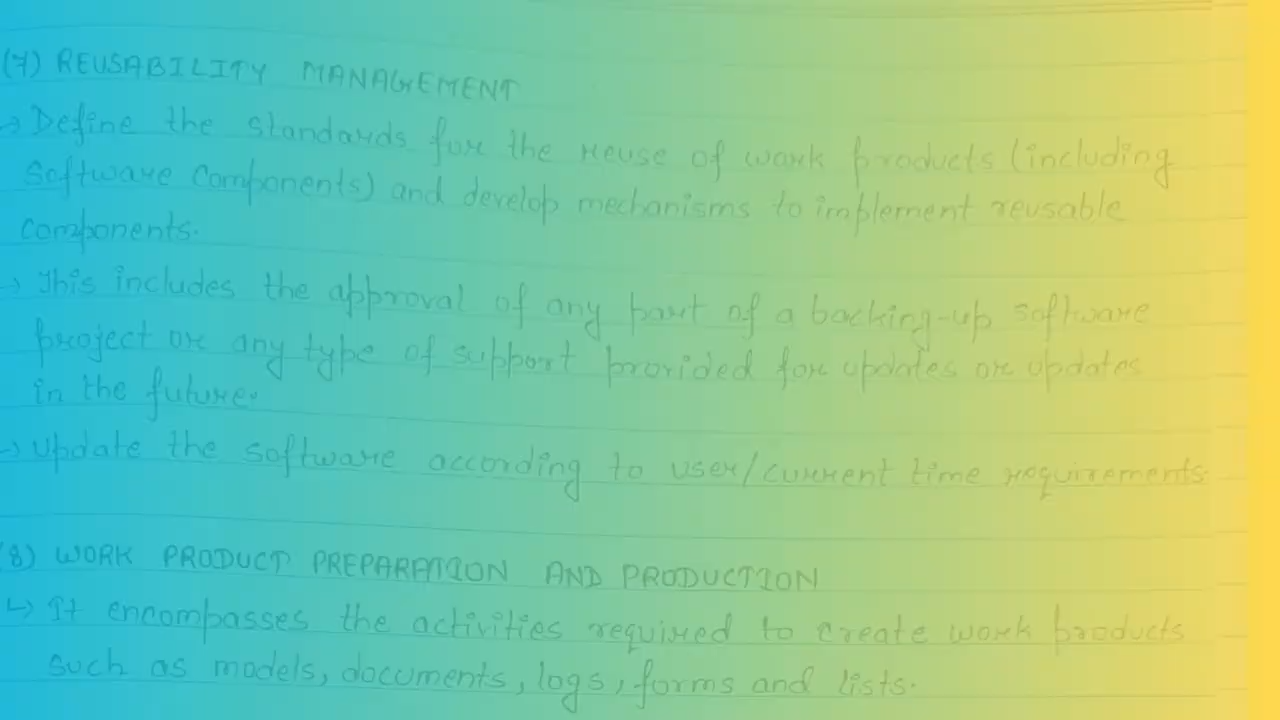 (7) REUSABILITY MANAGEMENT
→ Define the standards for the reuse of work products (including
Software Components) and develop mechanisms to implement reusable
components.
→ This includes the approval of any part of a backing-up software
project or any type of support provided for updates or updates
in the future.
→ Update the software according to user/current time requirements.
(8) WORK PRODUCT PREPARATION AND PRODUCTION
↳ It encompasses the activities required to create work products
such as models, documents, logs, forms and lists.